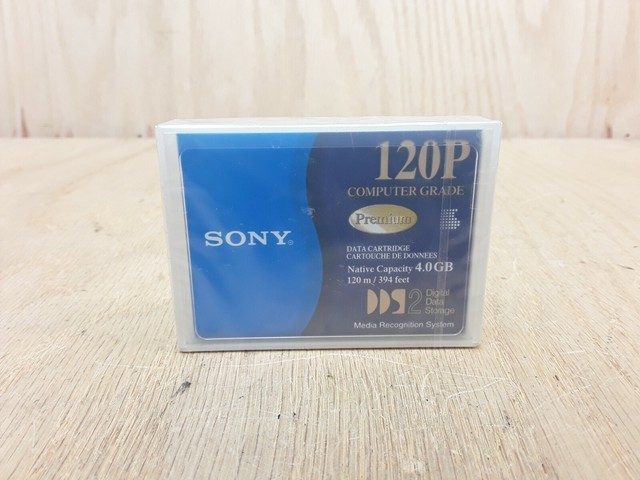 SONY®
120P
COMPUTER GRADE
Premium
DATA CARTRIDGE
CARTOUCHE DE DONNEES
Native Capacity 4.0GB
120 m / 394 feet
DDS2 Digital
Data
Storage
Media Recognition System